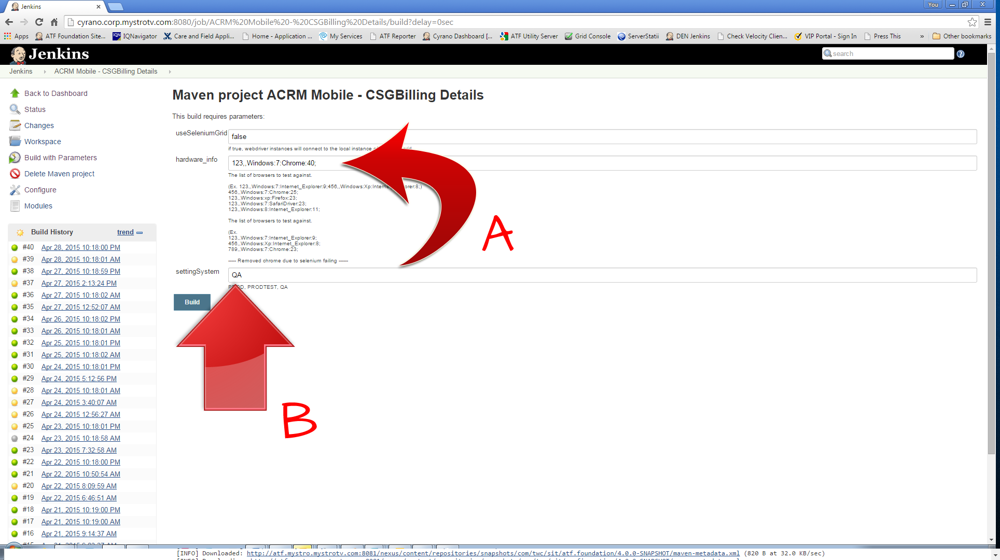 Jenkins
You
cyrano.corp.mystrotv.com:8080/job/ACRM%20Mobile%20-%20CSGBilling%20Details/build?delay=0sec
Apps ATF Foundation Site... IQN IQNavigator Care and Field Appli... Home - Application ... My Services ATF Reporter Cyrano Dashboard [... ATF Utility Server Grid Console ServerStatii DEN Jenkins Check Velocity Clien... VIP Portal - Sign In Press This » Other bookmarks
Jenkins
search
Jenkins ACRM Mobile - CSGBilling Details
Back to Dashboard
Status
Changes
Workspace
Build with Parameters
Delete Maven project
Configure
Modules
Build History trend
#40 Apr 28, 2015 10:18:00 PM
#39 Apr 28, 2015 10:18:01 AM
#38 Apr 27, 2015 10:18:59 PM
#37 Apr 27, 2015 2:13:24 PM
#36 Apr 27, 2015 10:18:02 AM
#35 Apr 27, 2015 12:52:07 AM
#34 Apr 26, 2015 10:18:02 PM
#33 Apr 26, 2015 10:18:01 AM
#32 Apr 25, 2015 10:18:01 PM
#31 Apr 25, 2015 10:18:02 AM
#30 Apr 24, 2015 10:18:01 PM
#29 Apr 24, 2015 5:12:56 PM
#28 Apr 24, 2015 10:18:01 AM
#27 Apr 24, 2015 3:40:07 AM
#26 Apr 24, 2015 12:56:27 AM
#25 Apr 23, 2015 10:18:01 PM
#24 Apr 23, 2015 10:18:58 AM
#23 Apr 23, 2015 7:32:58 AM
#22 Apr 22, 2015 10:18:00 PM
#21 Apr 22, 2015 10:50:54 AM
#20 Apr 22, 2015 8:09:59 AM
#19 Apr 22, 2015 6:46:51 AM
#18 Apr 21, 2015 10:19:00 PM
#17 Apr 21, 2015 10:19:00 AM
#16 Apr 21, 2015 9:14:37 AM
Maven project ACRM Mobile - CSGBilling Details
This build requires parameters:
useSeleniumGrid false
if true, webdriver instances will connect to the local instance
hardware_info 123,,Windows:7:Chrome:40;
The list of browsers to test against.
(Ex. 123,,Windows:7:Internet_Explorer:9;456,,Windows:Xp:Interne orer:8;)
456,,Windows:7:Chrome:25;
123,,Windows:xp:Firefox:23;
123,,Windows:7:SafariDriver:23;
123,,Windows:8:Internet_Explorer:11;
The list of browsers to test against.
(Ex.
123,,Windows:7:Internet_Explorer:9;
456,,Windows:Xp:Internet_Explorer:8;
789,,Windows:7:Chrome:23;
----- Removed chrome due to selenium failing ------
settingSystem QA
PROD, PRODTEST, QA
Build
A
B
[INFO] Downloaded: http://atf.mystro.mystrotv.com:8081/nexus/content/repositories/snapshots/com/twc/sit/atf.foundation/4.0.0-SNAPSHOT/maven-metadata.xml (820 B at 32.0 KB/sec)